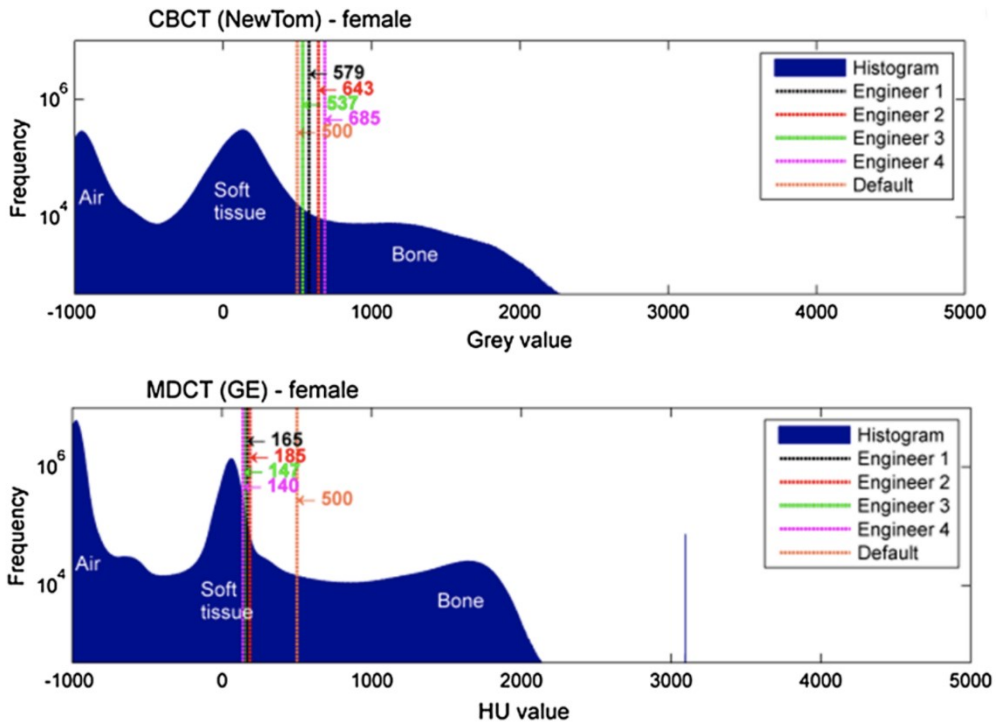 CBCT (NewTom) - female
Frequency
10^6
10^4
579
643
537
685
500
Histogram
Engineer 1
Engineer 2
Engineer 3
Engineer 4
Default
Air
Soft
tissue
Bone
-1000 0 1000 2000 3000 4000 5000
Grey value
MDCT (GE) - female
Frequency
10^6
10^4
165
185
147
140
500
Histogram
Engineer 1
Engineer 2
Engineer 3
Engineer 4
Default
Air
Soft
tissue
Bone
-1000 0 1000 2000 3000 4000 5000
HU value